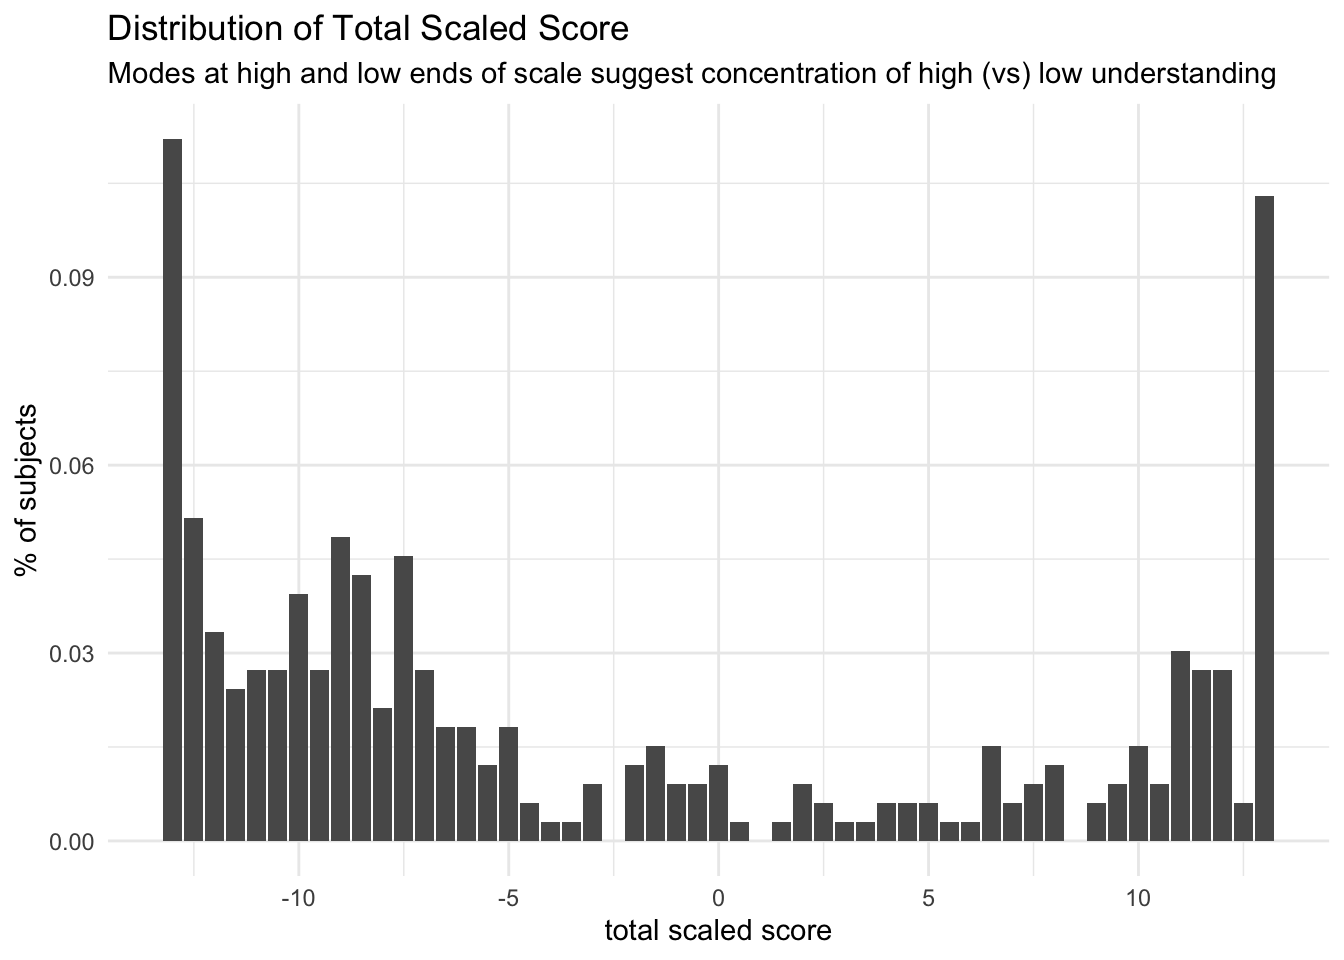 Distribution of Total Scaled Score
Modes at high and low ends of scale suggest concentration of high (vs) low understanding
% of subjects
0.09
0.06
0.03
0.00
-10
-5
0
5
10
total scaled score